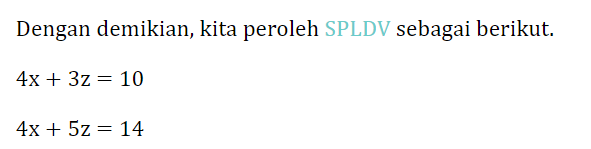 Dengan demikian, kita peroleh SPLDV sebagai berikut.
4x + 3z = 10
4x + 5z = 14